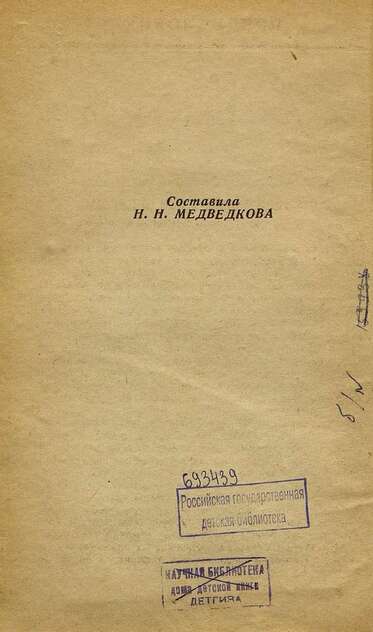 Составила
Н. Н. МЕДВЕДКОВА
б/н
693439
Российская государственная
детская библиотека
НАУЧНАЯ БИБЛИОТЕКА
дома детской книги
ДЕТГИЗА